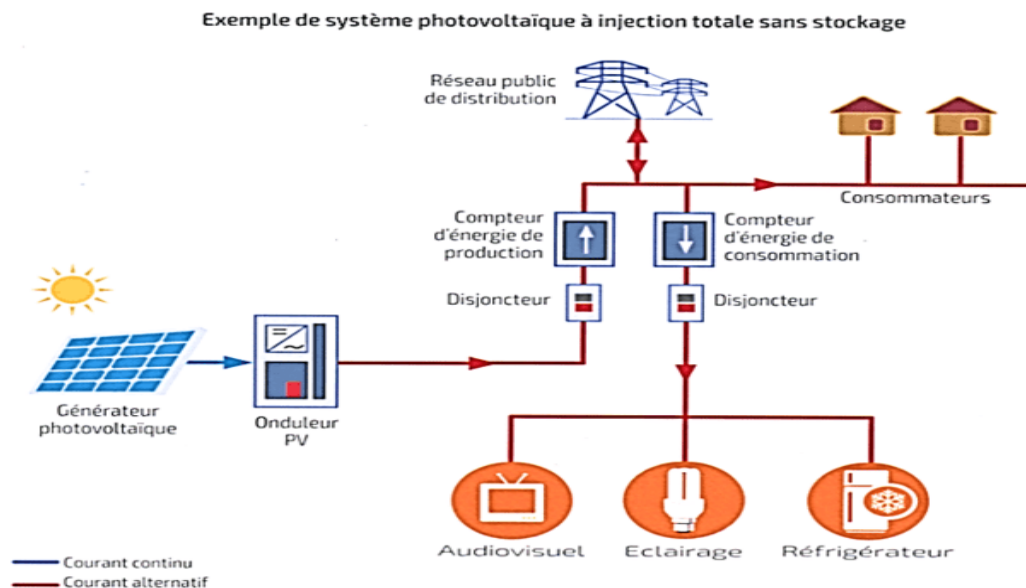 Exemple de système photovoltaïque à injection totale sans stockage
Réseau public
de distribution
Consommateurs
Compteur
d'énergie de
production
Compteur
d'énergie de
consommation
Disjoncteur
Disjoncteur
Générateur
photovoltaïque
Onduleur
PV
Audiovisuel
Eclairage
Réfrigérateur
Courant continu
Courant alternatif